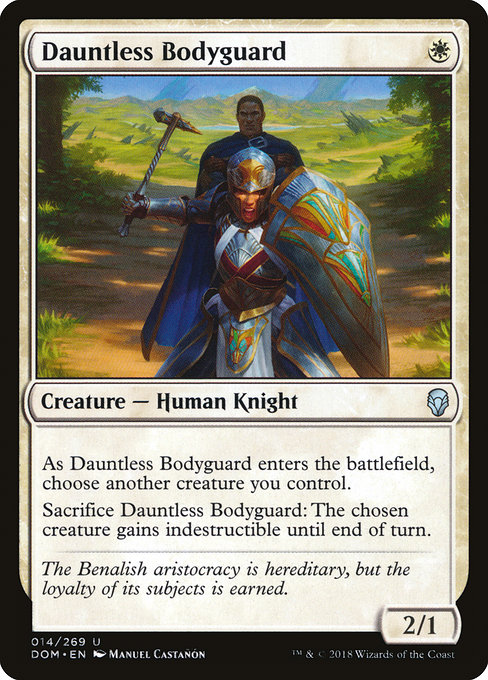 Dauntless Bodyguard
Creature — Human Knight
As Dauntless Bodyguard enters the battlefield,
choose another creature you control.
Sacrifice Dauntless Bodyguard: The chosen
creature gains indestructible until end of turn.
The Benalish aristocracy is hereditary, but the
loyalty of its subjects is earned.
2/1
014/269 U
DOM • EN Manuel Castañón
™ & © 2018 Wizards of the Coast